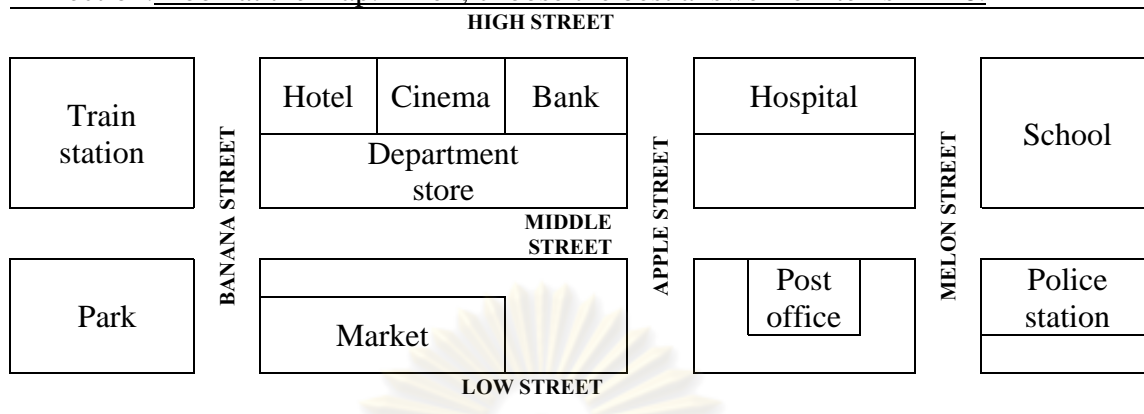 HIGH STREET
Train
station
BANANA STREET
Hotel
Cinema
Bank
Department
store
APPLE STREET
Hospital
MELON STREET
School
MIDDLE
STREET
Park
Market
Post
office
Police
station
LOW STREET